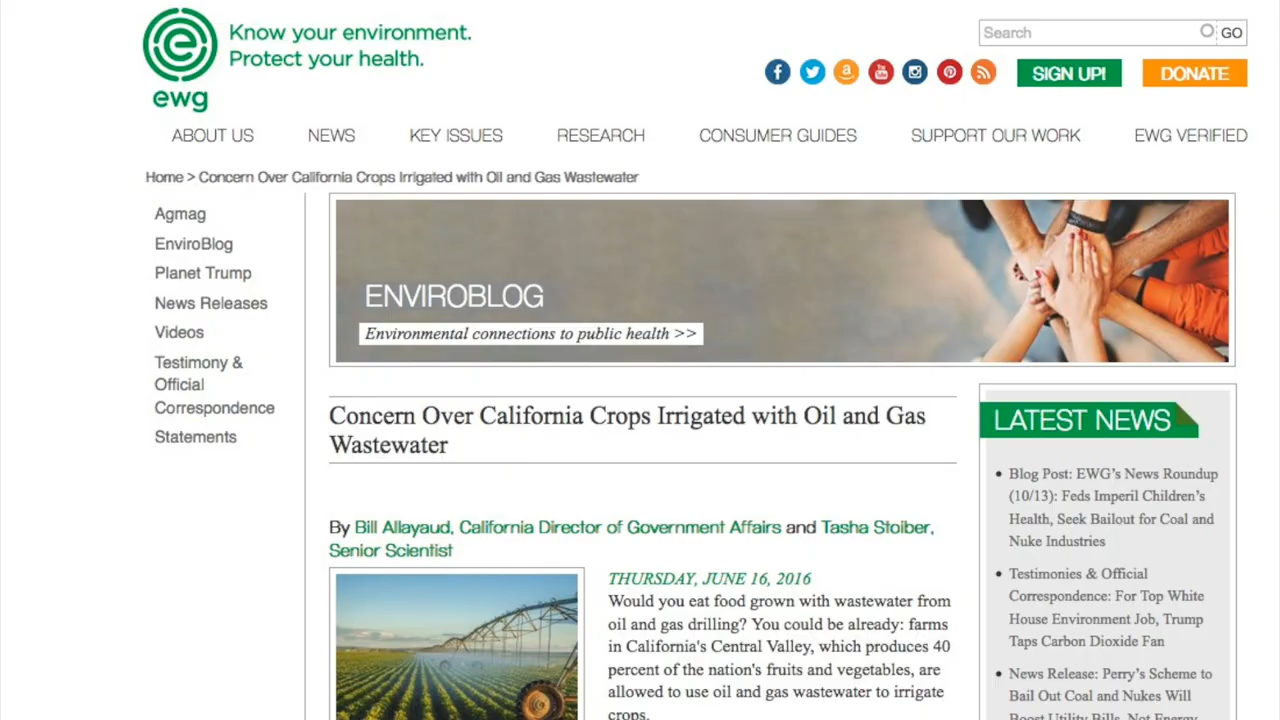 Know your environment.
Protect your health.
ewg
Search
GO
SIGN UP!
DONATE
ABOUT US
NEWS
KEY ISSUES
RESEARCH
CONSUMER GUIDES
SUPPORT OUR WORK
EWG VERIFIED
Home > Concern Over California Crops Irrigated with Oil and Gas Wastewater
Agmag
EnviroBlog
Planet Trump
News Releases
Videos
Testimony &
Official
Correspondence
Statements
ENVIROBLOG
Environmental connections to public health >>
Concern Over California Crops Irrigated with Oil and Gas
Wastewater
By Bill Allayaud, California Director of Government Affairs and Tasha Stoiber,
Senior Scientist
THURSDAY, JUNE 16, 2016
Would you eat food grown with wastewater from
oil and gas drilling? You could be already: farms
in California's Central Valley, which produces 40
percent of the nation's fruits and vegetables, are
allowed to use oil and gas wastewater to irrigate
crops.
LATEST NEWS
• Blog Post: EWG's News Roundup
(10/13): Feds Imperil Children's
Health, Seek Bailout for Coal and
Nuke Industries
• Testimonies & Official
Correspondence: For Top White
House Environment Job, Trump
Taps Carbon Dioxide Fan
• News Release: Perry's Scheme to
Bail Out Coal and Nukes Will
Boost Utility Bills, Not Energy